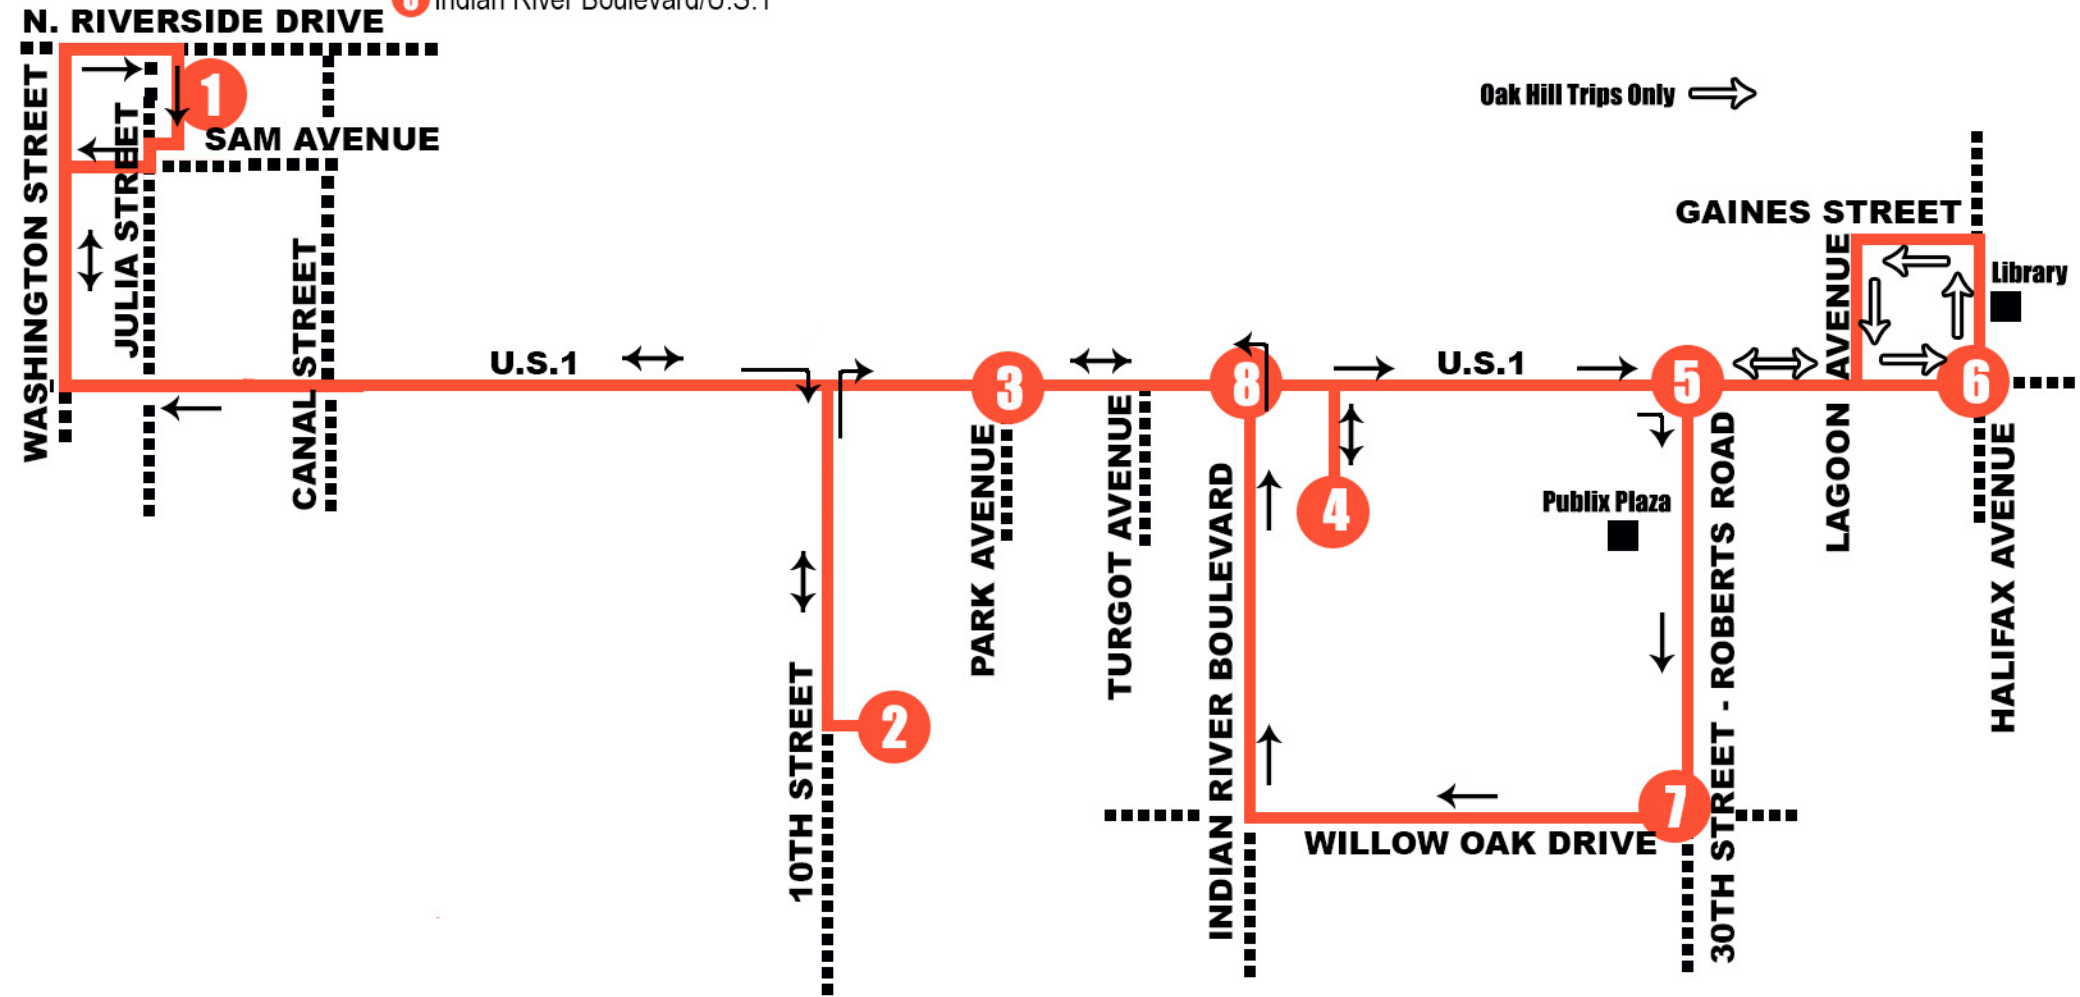 8 Indian River Boulevard/U.S.1
N. RIVERSIDE DRIVE
1
SAM AVENUE
WASHINGTON STREET
JULIA STREET
CANAL STREET
Oak Hill Trips Only
GAINES STREET
Library
U.S.1
3
8
U.S.1
5
LAGOON AVENUE
6
4
Publix Plaza
PARK AVENUE
TURGOT AVENUE
INDIAN RIVER BOULEVARD
30TH STREET - ROBERTS ROAD
HALIFAX AVENUE
10TH STREET
2
7
WILLOW OAK DRIVE